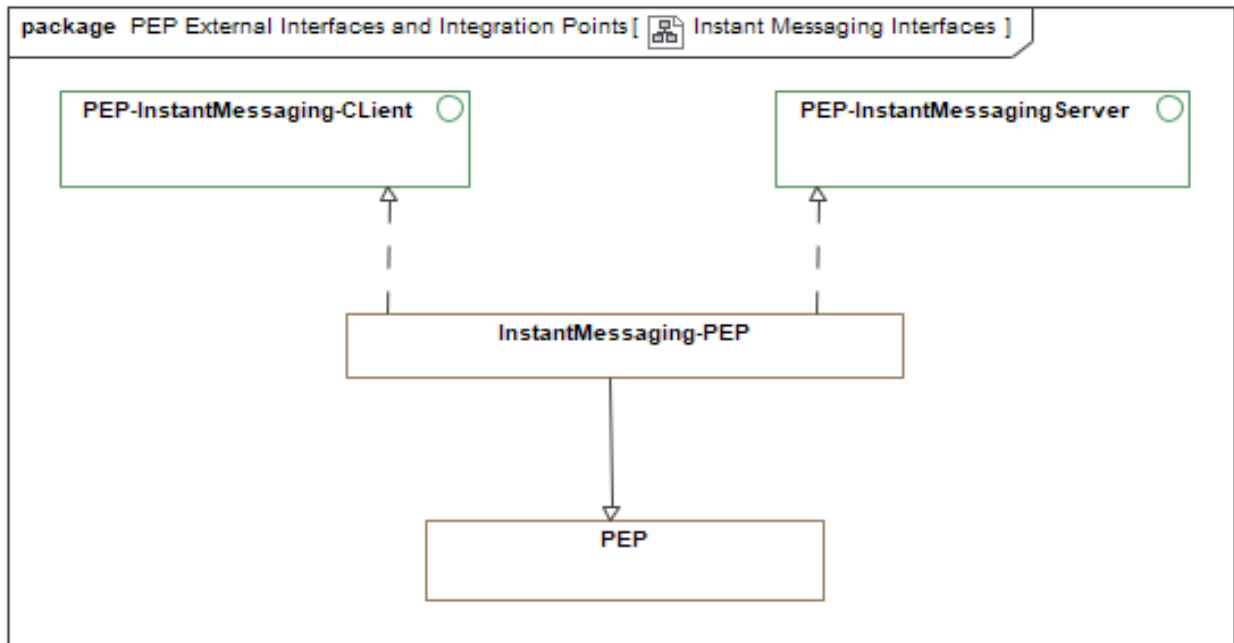 package PEP External Interfaces and Integration Points[ Instant Messaging Interfaces ]
PEP-InstantMessaging-CLient
PEP-InstantMessagingServer
InstantMessaging-PEP
PEP